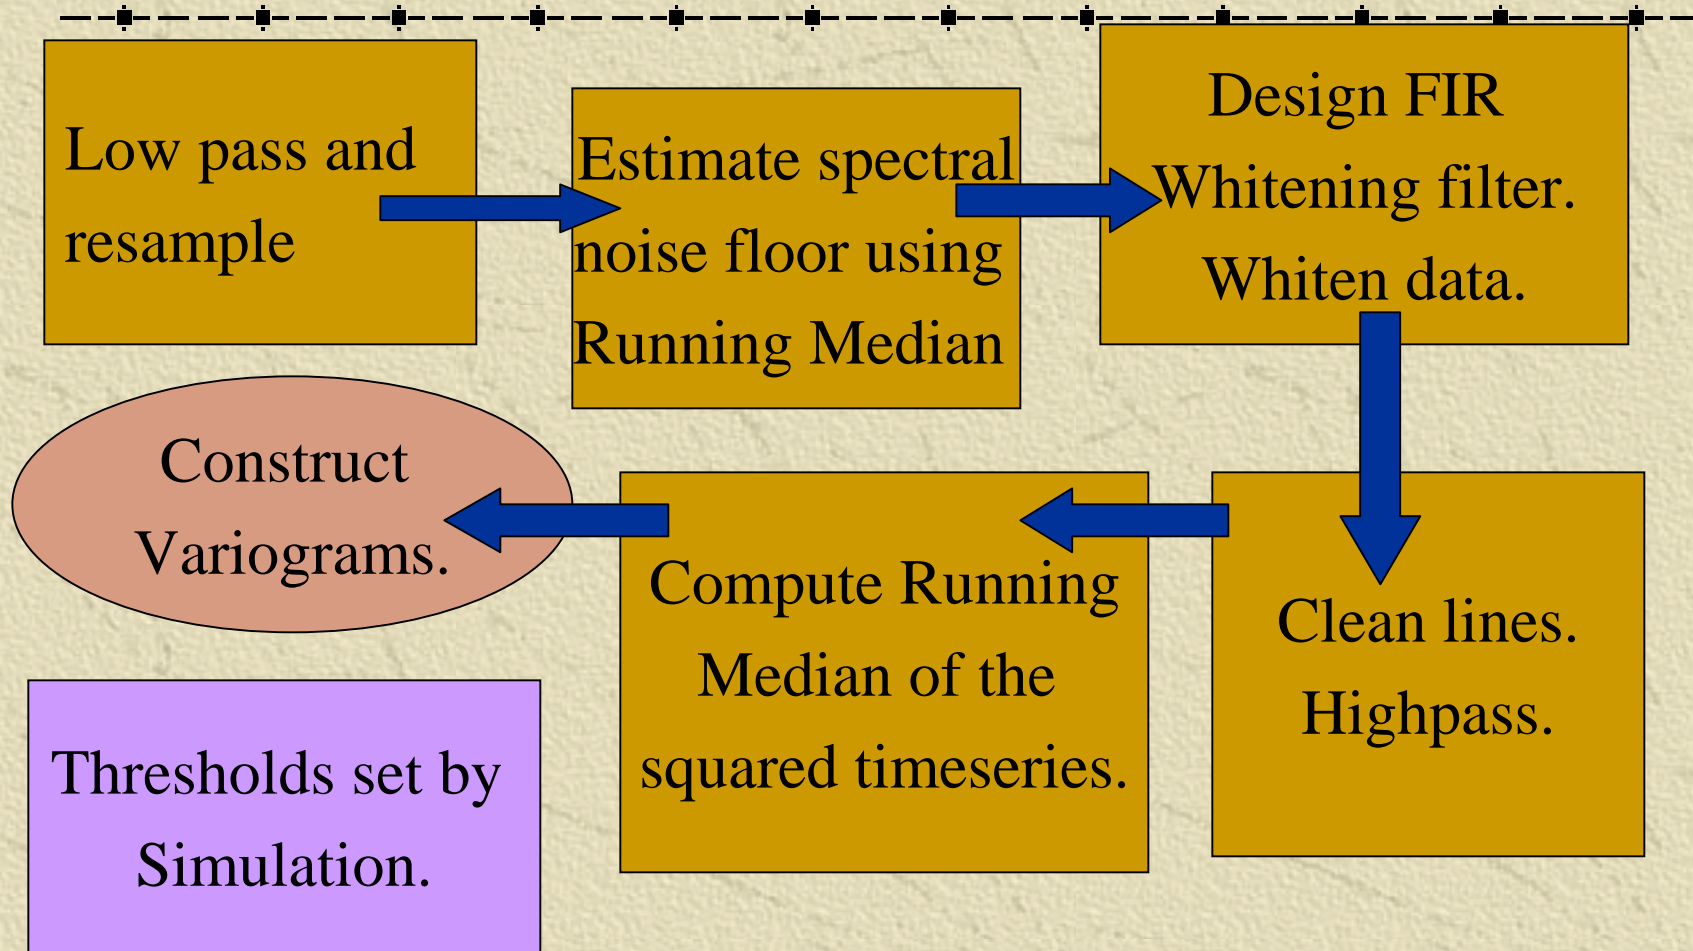 Low pass and
resample
Estimate spectral
noise floor using
Running Median
Design FIR
Whitening filter.
Whiten data.
Clean lines.
Highpass.
Compute Running
Median of the
squared timeseries.
Construct
Variograms.
Thresholds set by
Simulation.